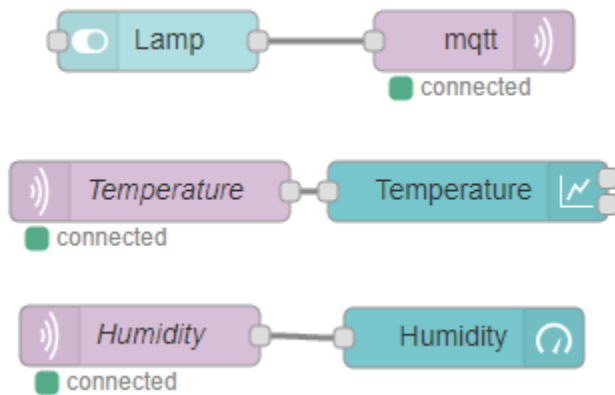 Lamp
mqtt
connected
Temperature
Temperature
connected
Humidity
Humidity
connected